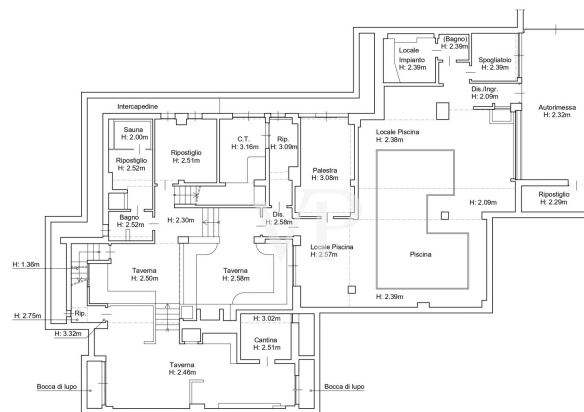 (Bagno)
H: 2.39m
Locale
Impianto
H: 2.39m
Spogliatoio
H: 2.39m
Dis./Ingr.
H: 2.09m
Autorimessa
H: 2.32m
Intercapedine
Sauna
H: 2.00m
Ripostiglio
H: 2.52m
Ripostiglio
H: 2.51m
C.T.
H: 3.16m
Rip.
H: 3.09m
Palestra
H: 3.08m
Locale Piscina
H: 2.38m
Ripostiglio
H: 2.29m
H: 2.09m
Bagno
H: 2.52m
H: 2.30m
Dis.
H: 2.58m
Locale Piscina
H: 2.57m
Piscina
H: 1.36m
Taverna
H: 2.50m
Taverna
H: 2.58m
H: 2.39m
H: 2.75m
Rip.
H: 3.32m
H: 3.02m
Cantina
H: 2.51m
Taverna
H: 2.46m
Bocca di lupo
Bocca di lupo
VP